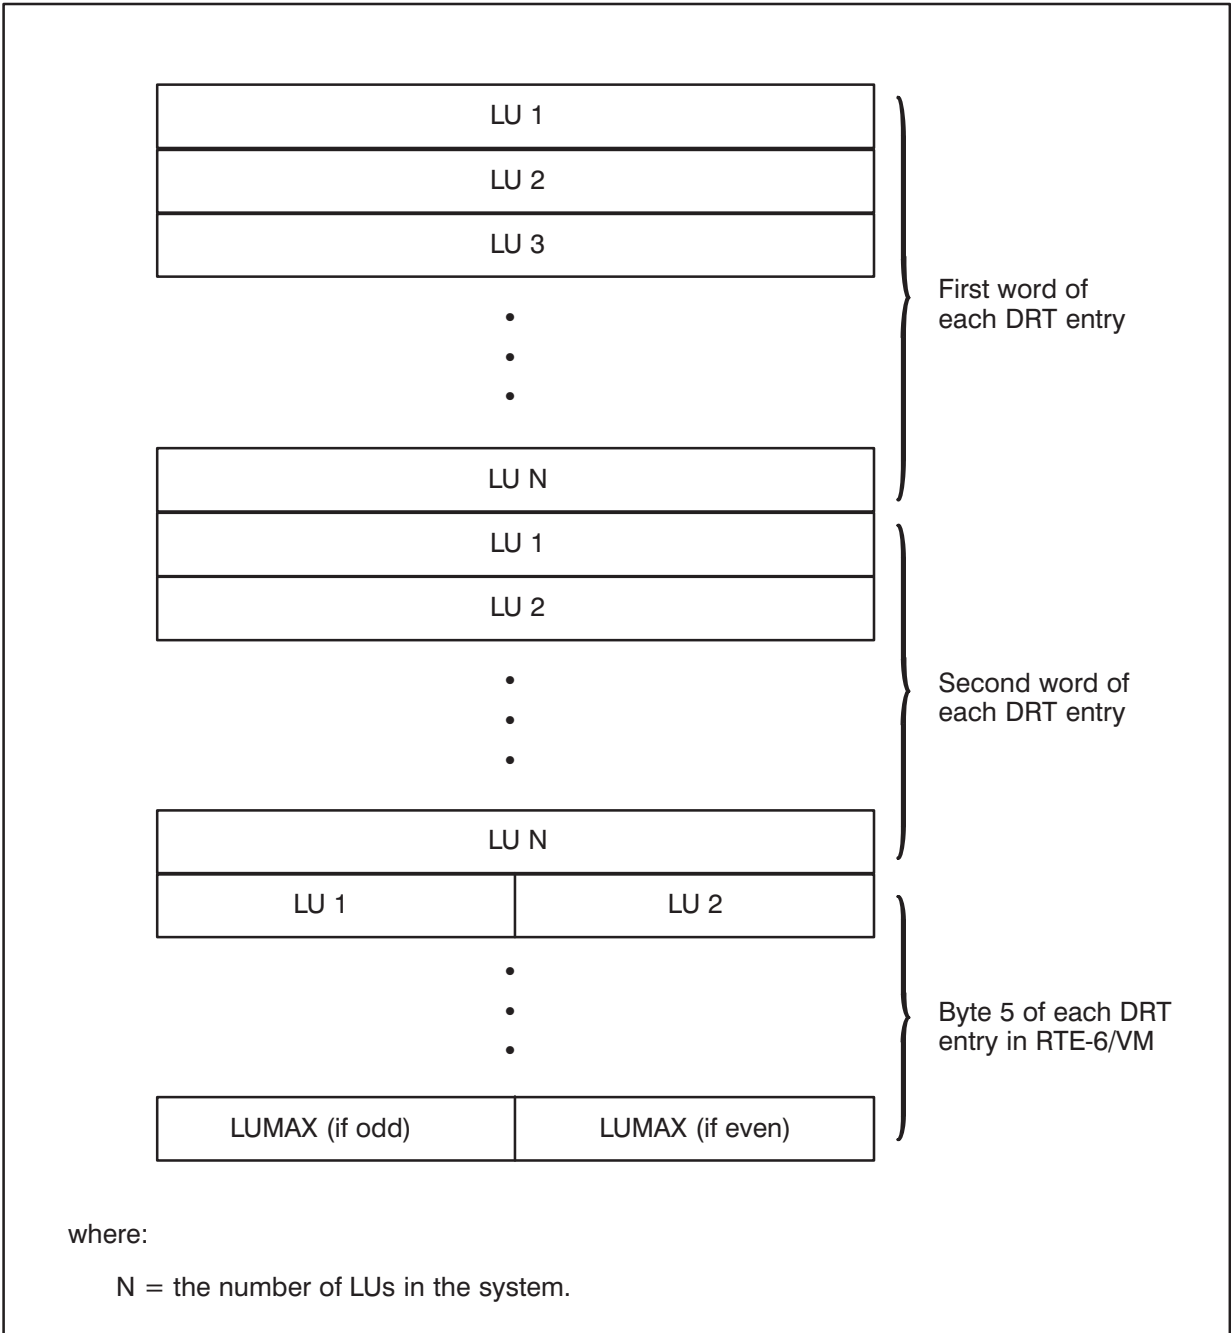 LU 1
LU 2
LU 3
LU N
First word of
each DRT entry
LU 1
LU 2
LU N
Second word of
each DRT entry
LU 1 LU 2
LUMAX (if odd) LUMAX (if even)
Byte 5 of each DRT
entry in RTE-6/VM
where:
N = the number of LUs in the system.